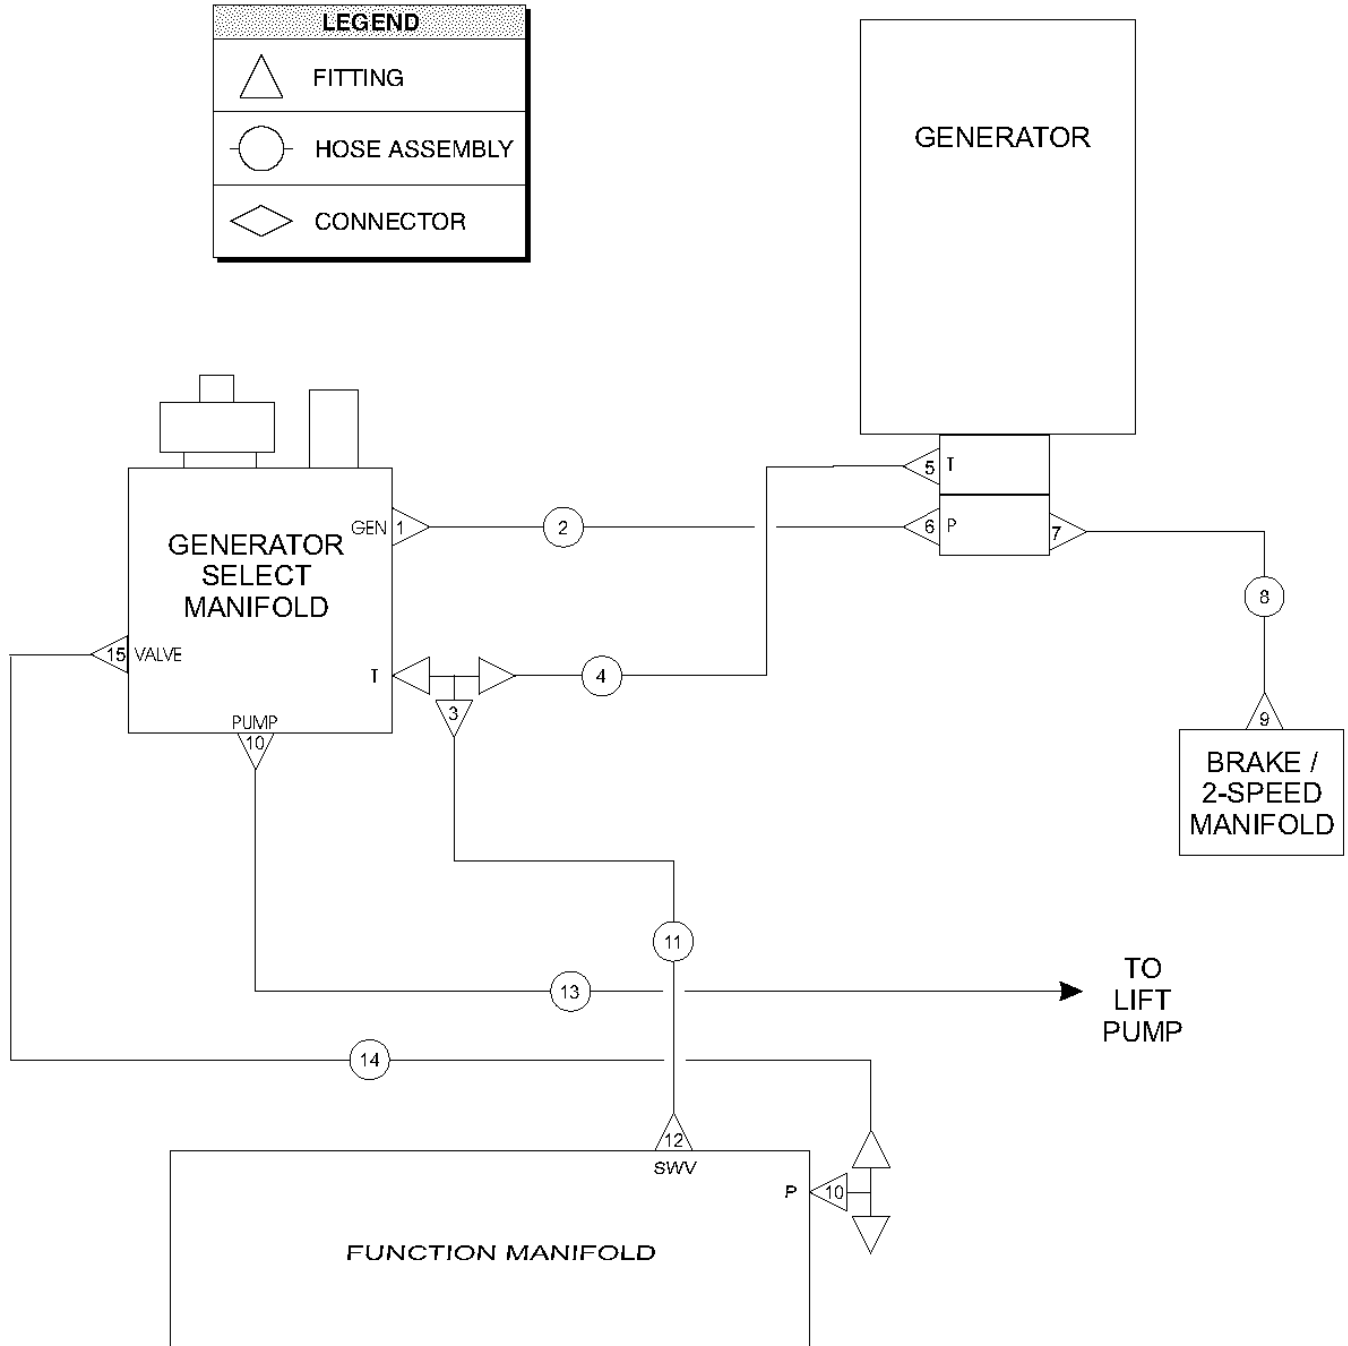 LEGEND
FITTING
HOSE ASSEMBLY
CONNECTOR
GENERATOR
5 T
GEN 1
2
6 P
7
GENERATOR
SELECT
MANIFOLD
8
15 VALVE
T
4
3
PUMP
10
9
BRAKE /
2-SPEED
MANIFOLD
11
13
TO
LIFT
PUMP
14
12
SWV
P 10
FUNCTION MANIFOLD